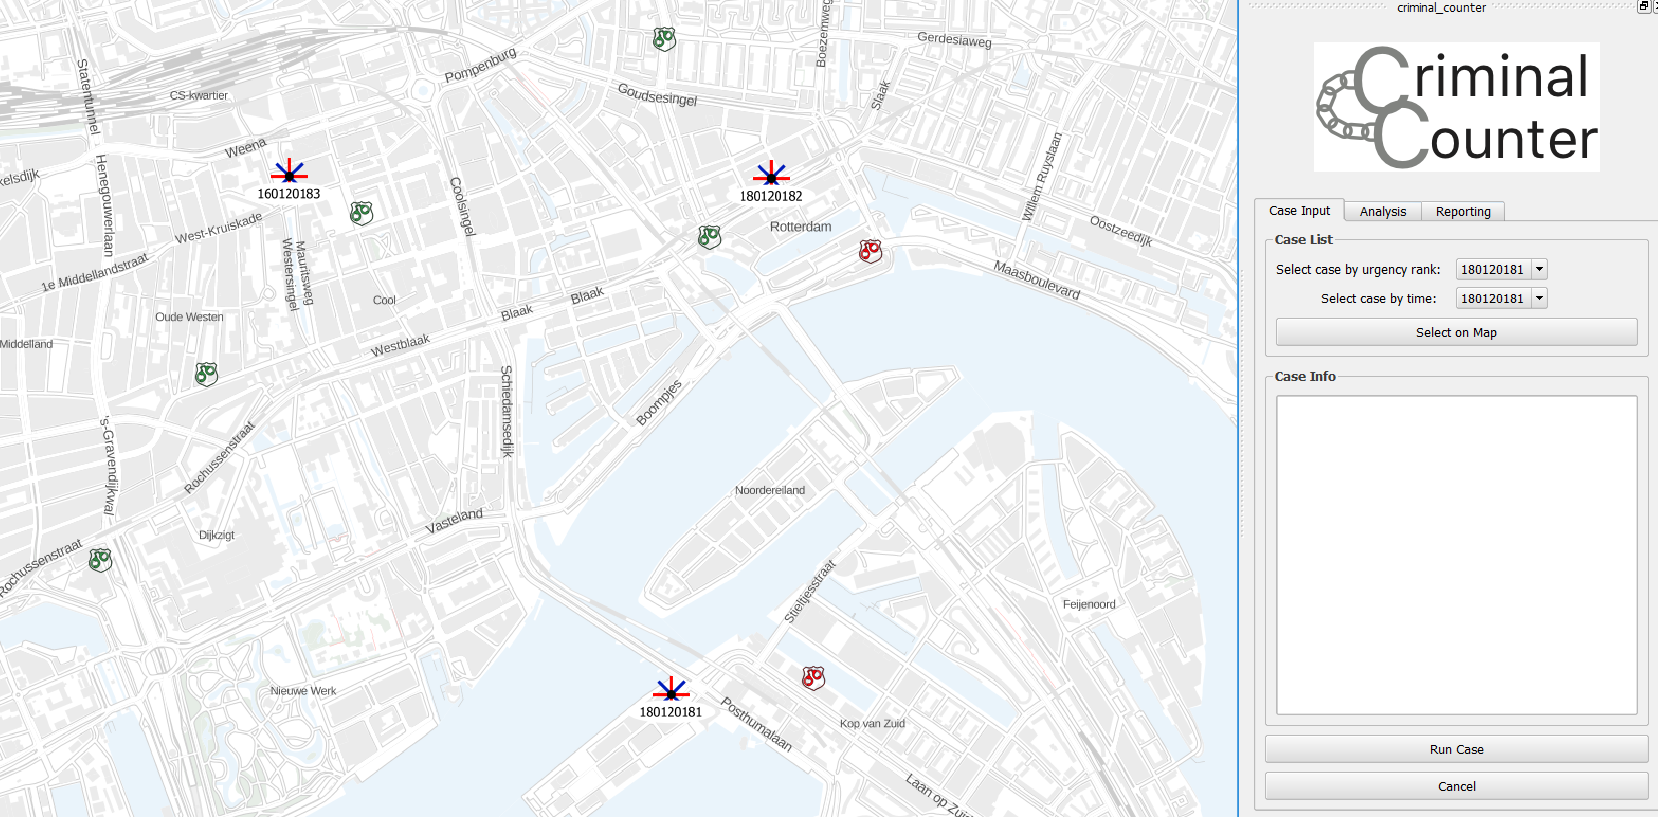 criminal_counter
Criminal
Counter
Case Input
Analysis
Reporting
Case List
Select case by urgency rank:
180120181
Select case by time:
180120181
Select on Map
Case Info
Run Case
Cancel
Statentunnel
CS-kwartier
Pompenburg
Goudsesingel
Boezemweg
Gerdesiaweg
Slaak
Weena
kelsdijk
Henegouwerlaan
160120183
West-Kruiskade
Coolsingel
180120182
Rotterdam
Willem Ruyslaan
Oostzeedijk
1e Middellandstraat
Mauritsweg
Westersingel
Cool
Blaak
Blaak
Maasboulevard
Oude Westen
Middelland
Westblaak
Schiedamsedijk
Boompjes
's-Gravendijkwal
Rochussenstraat
Noordereiland
Vasteland
Dijkzigt
Rochussenstraat
Stieltjesstraat
Feijenoord
Nieuwe Werk
180120181
Posthumalaan
Kop van Zuid
Laan op Zuid